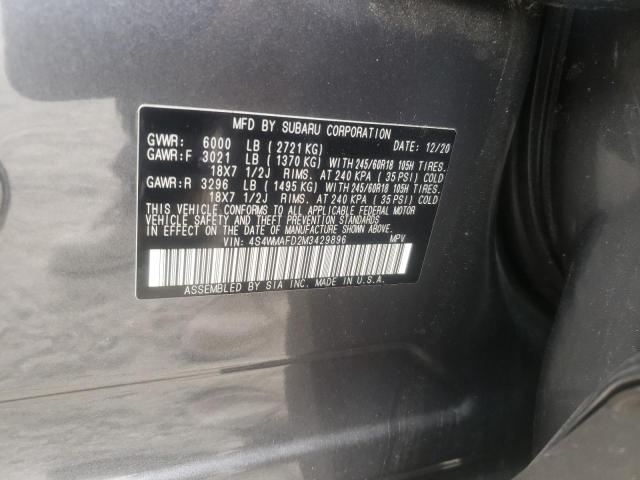 MFD BY SUBARU CORPORATION
GVWR: 6000 LB (2721 KG) DATE: 12/20
GAWR:F 3021 LB (1370 KG) WITH 245/60R18 105H TIRES.
18X7 1/2J RIMS. AT 240 KPA ( 35 PSI) COLD
GAWR:R 3296 LB (1495 KG) WITH 245/60R18 105H TIRES.
18X7 1/2J RIMS. AT 240 KPA ( 35 PSI) COLD
THIS VEHICLE CONFORMS TO ALL APPLICABLE FEDERAL MOTOR
VEHICLE SAFETY AND THEFT PREVENTION STANDARDS
IN EFFECT ON THE DATE OF MANUFACTURE SHOWN ABOVE.
VIN: 4S4WMAFD2M3429896 MPV
ASSEMBLED BY SIA INC. MADE IN U.S.A.